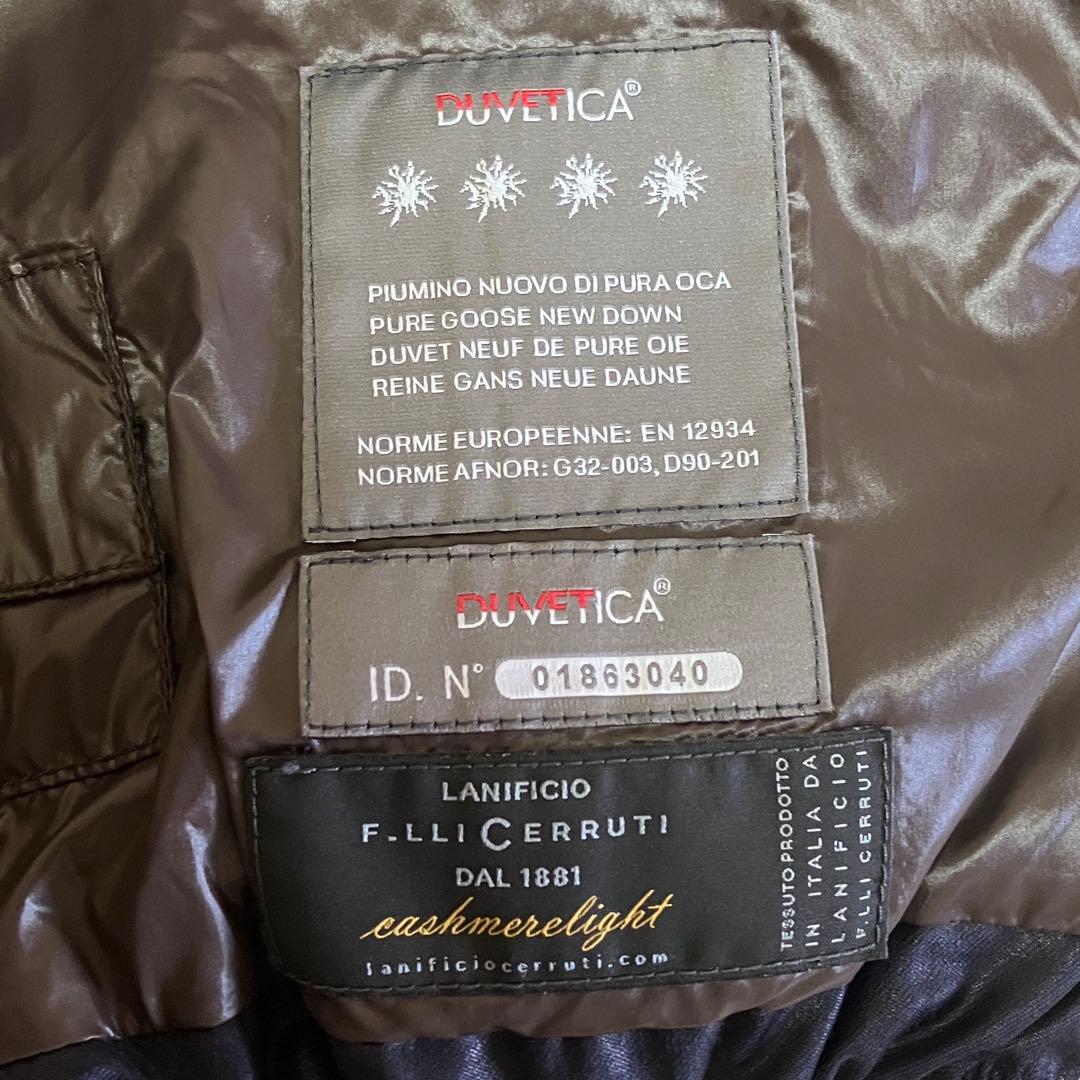 DUVETICA®
PIUMINO NUOVO DI PURA OCA
PURE GOOSE NEW DOWN
DUVET NEUF DE PURE OIE
REINE GANS NEUE DAUNE
NORME EUROPEENNE: EN 12934
NORME AFNOR: G32-003, D90-201
DUVETICA®
ID. N° 01863040
LANIFICIO
F-LLI CERRUTI
DAL 1881
cashmerelight
lanificiocerruti.com
TESSUTO PRODOTTO
IN ITALIA DA
LANIFICIO
F.LLI CERRUTI